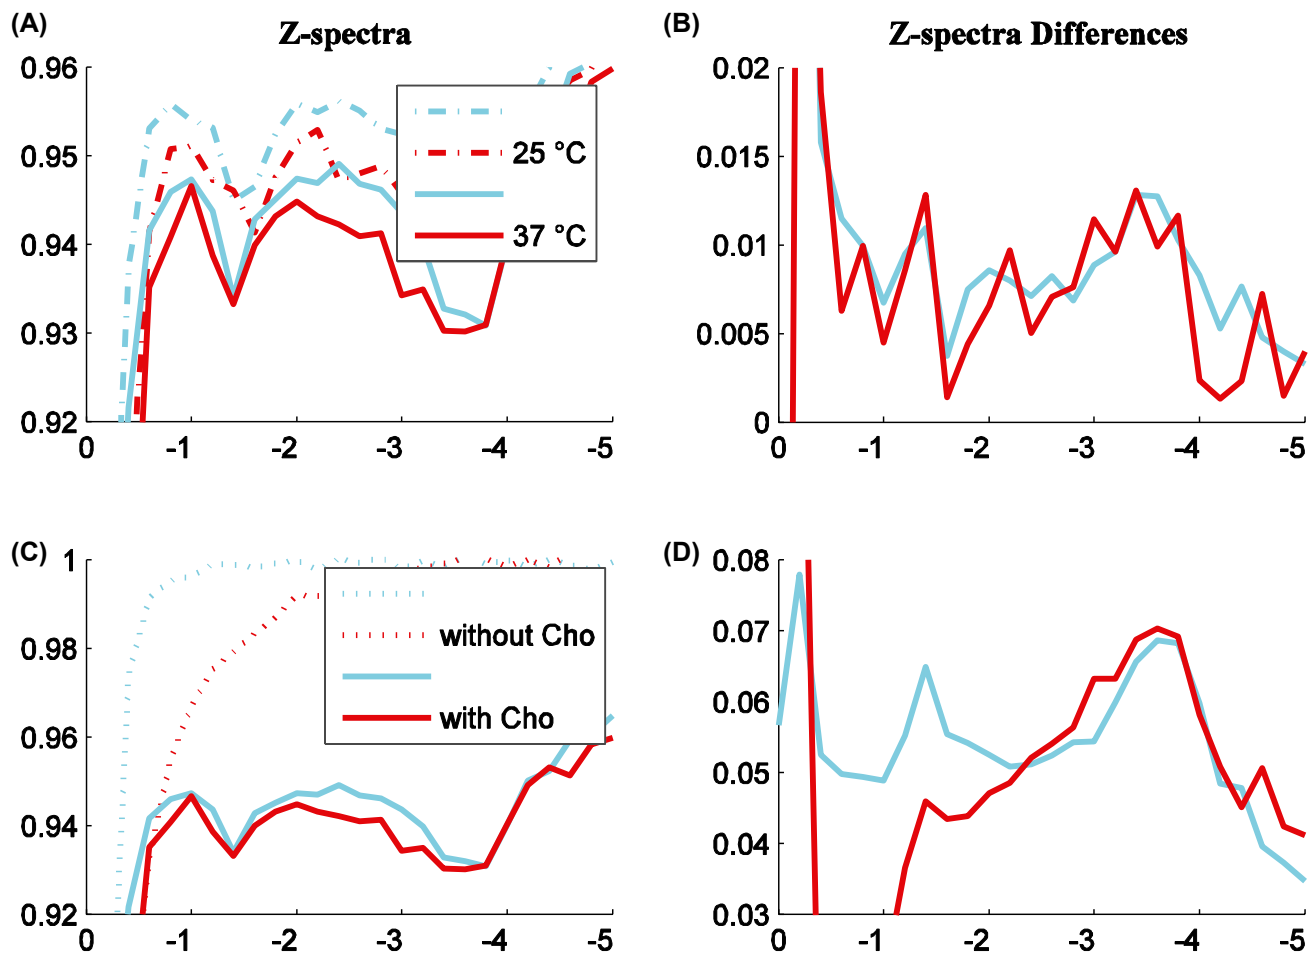 (A)
Z-spectra
0.96
0.95
0.94
0.93
0.92
0 -1 -2 -3 -4 -5
25 °C
37 °C
(B)
Z-spectra Differences
0.02
0.015
0.01
0.005
0
0 -1 -2 -3 -4 -5
(C)
1
0.98
0.96
0.94
0.92
0 -1 -2 -3 -4 -5
without Cho
with Cho
(D)
0.08
0.07
0.06
0.05
0.04
0.03
0 -1 -2 -3 -4 -5